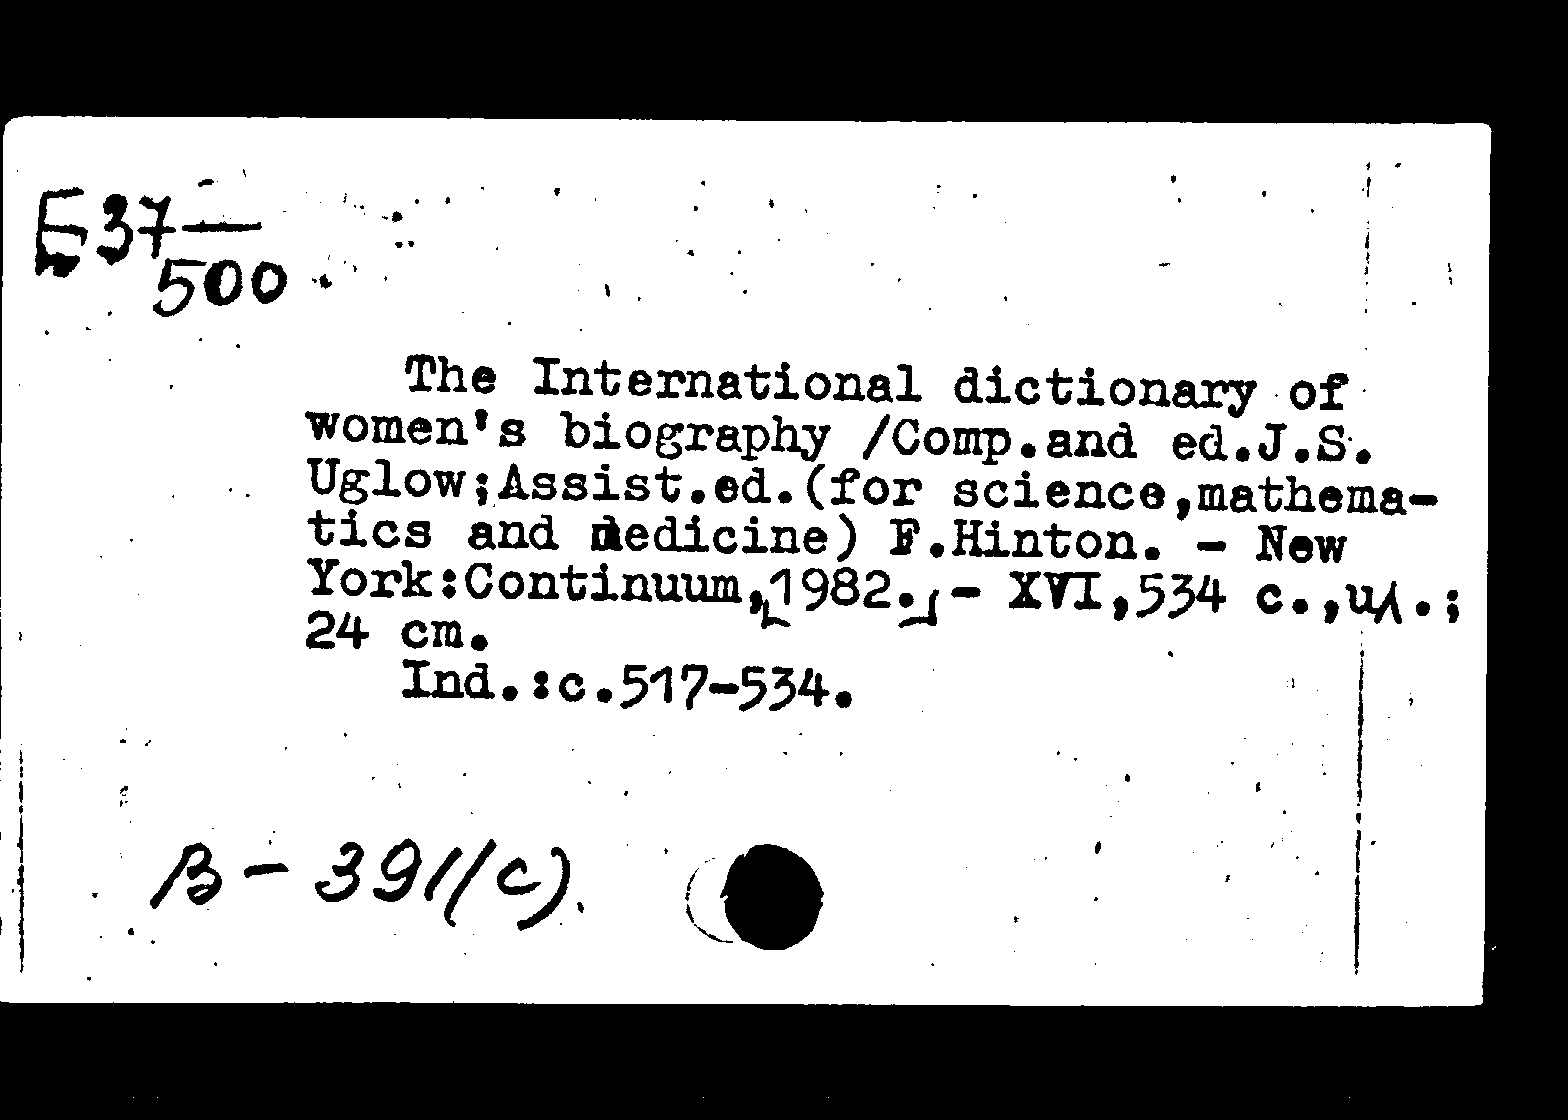 Е37—
500
The International dictionary of
women's biography /Comp.and ed.J.S.
Uglow;Assist.ed.(for science,mathema-
tics and medicine) F.Hinton. - New
York:Continuum,[1982.] - XVI,534 c.,ил.;
24 cm.
Ind.:c.517-534.
В-391/(с).